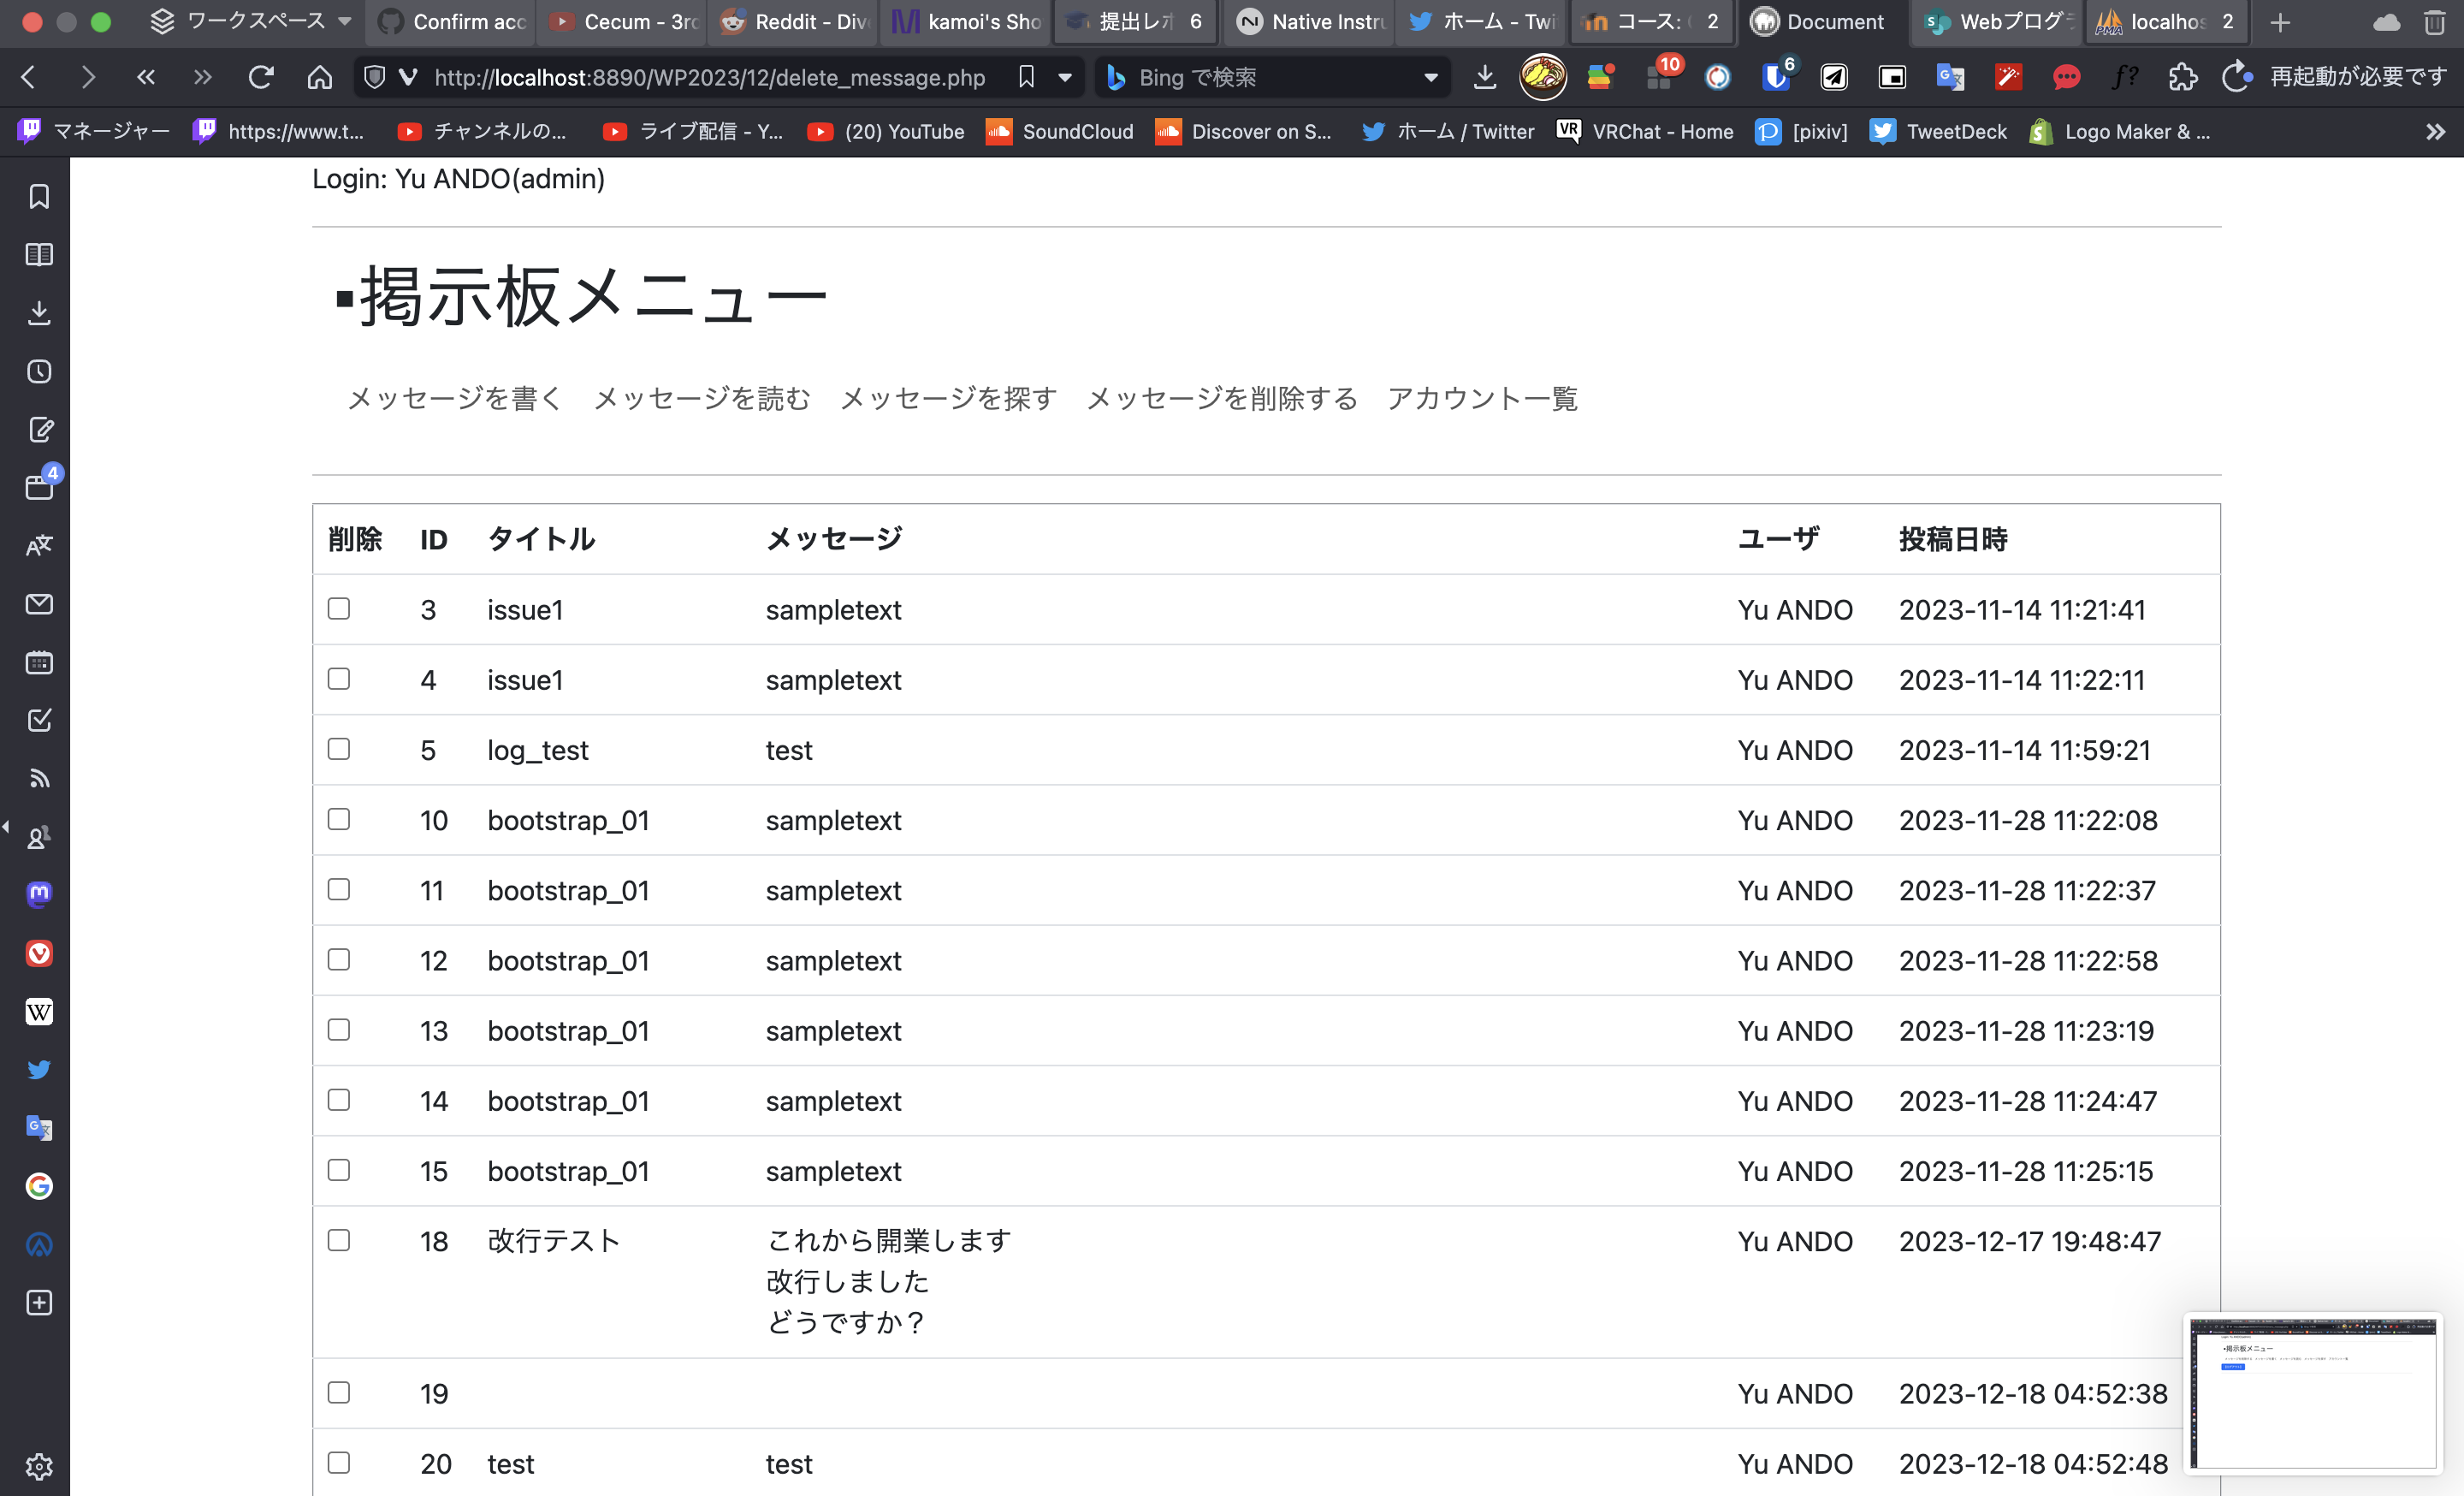 ワークスペース Confirm acc Cecum - 3rc Reddit - Div kamoi's Sho 提出レポ 6 Native Instru ホーム - Twi コース: 2 Document Webプログラ localhos 2
http://localhost:8890/WP2023/12/delete_message.php Bing で検索 10 6 再起動が必要です
マネージャー https://www.t... チャンネルの... ライブ配信 - Y... (20) YouTube SoundCloud Discover on S... ホーム / Twitter VRChat - Home [pixiv] TweetDeck Logo Maker & ...
4
Login: Yu ANDO(admin)
▪掲示板メニュー
メッセージを書く メッセージを読む メッセージを探す メッセージを削除する アカウント一覧
削除 ID タイトル メッセージ ユーザ 投稿日時
3 issue1 sampletext Yu ANDO 2023-11-14 11:21:41
4 issue1 sampletext Yu ANDO 2023-11-14 11:22:11
5 log_test test Yu ANDO 2023-11-14 11:59:21
10 bootstrap_01 sampletext Yu ANDO 2023-11-28 11:22:08
11 bootstrap_01 sampletext Yu ANDO 2023-11-28 11:22:37
12 bootstrap_01 sampletext Yu ANDO 2023-11-28 11:22:58
13 bootstrap_01 sampletext Yu ANDO 2023-11-28 11:23:19
14 bootstrap_01 sampletext Yu ANDO 2023-11-28 11:24:47
15 bootstrap_01 sampletext Yu ANDO 2023-11-28 11:25:15
18 改行テスト これから開業します Yu ANDO 2023-12-17 19:48:47
改行しました
どうですか？
19 Yu ANDO 2023-12-18 04:52:38
20 test test Yu ANDO 2023-12-18 04:52:48
▪掲示板メニュー